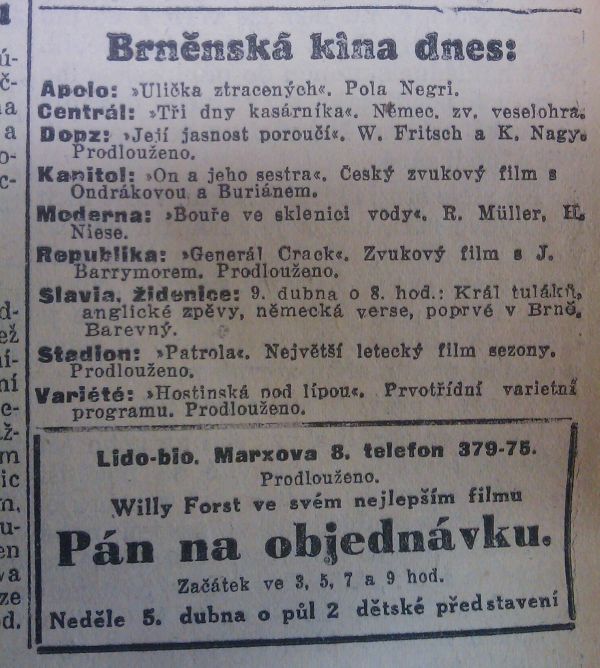 Brněnská kina dnes:
Apolo: »Ulička ztracených«. Pola Negri.
Centrál: »Tři dny kasárníka«. Němec. zv. veselohra.
Dopz: »Její jasnost poroučí«. W. Fritsch a K. Nagy.
Prodlouženo.
Kapitol: »On a jeho sestra«. Český zvukový film s
Ondrákovou a Buriánem.
Moderna: »Bouře ve sklenici vody«. R. Müller, H.
Niese.
Republika: »Generál Crack«. Zvukový film s J.
Barrymorem. Prodlouženo.
Slavia, židenice: 9. dubna o 8. hod.: Král tuláků,
anglické zpěvy, německá verse, poprvé v Brně.
Barevný.
Stadion: »Patrola«. Největší letecký film sezony.
Prodlouženo.
Variété: »Hostinská pod lípou«. Prvotřídní varietní
programu. Prodlouženo.
Lido-bio. Marxova 8. telefon 379-75.
Prodlouženo.
Willy Forst ve svém nejlepším filmu
Pán na objednávku.
Začátek ve 3, 5, 7 a 9 hod.
Neděle 5. dubna o půl 2 dětské představení